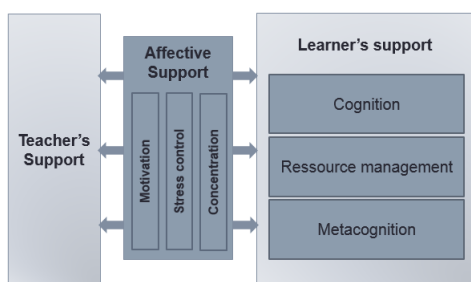 Teacher's
Support
Affective
Support
Motivation
Stress control
Concentration
Learner's support
Cognition
Ressource management
Metacognition